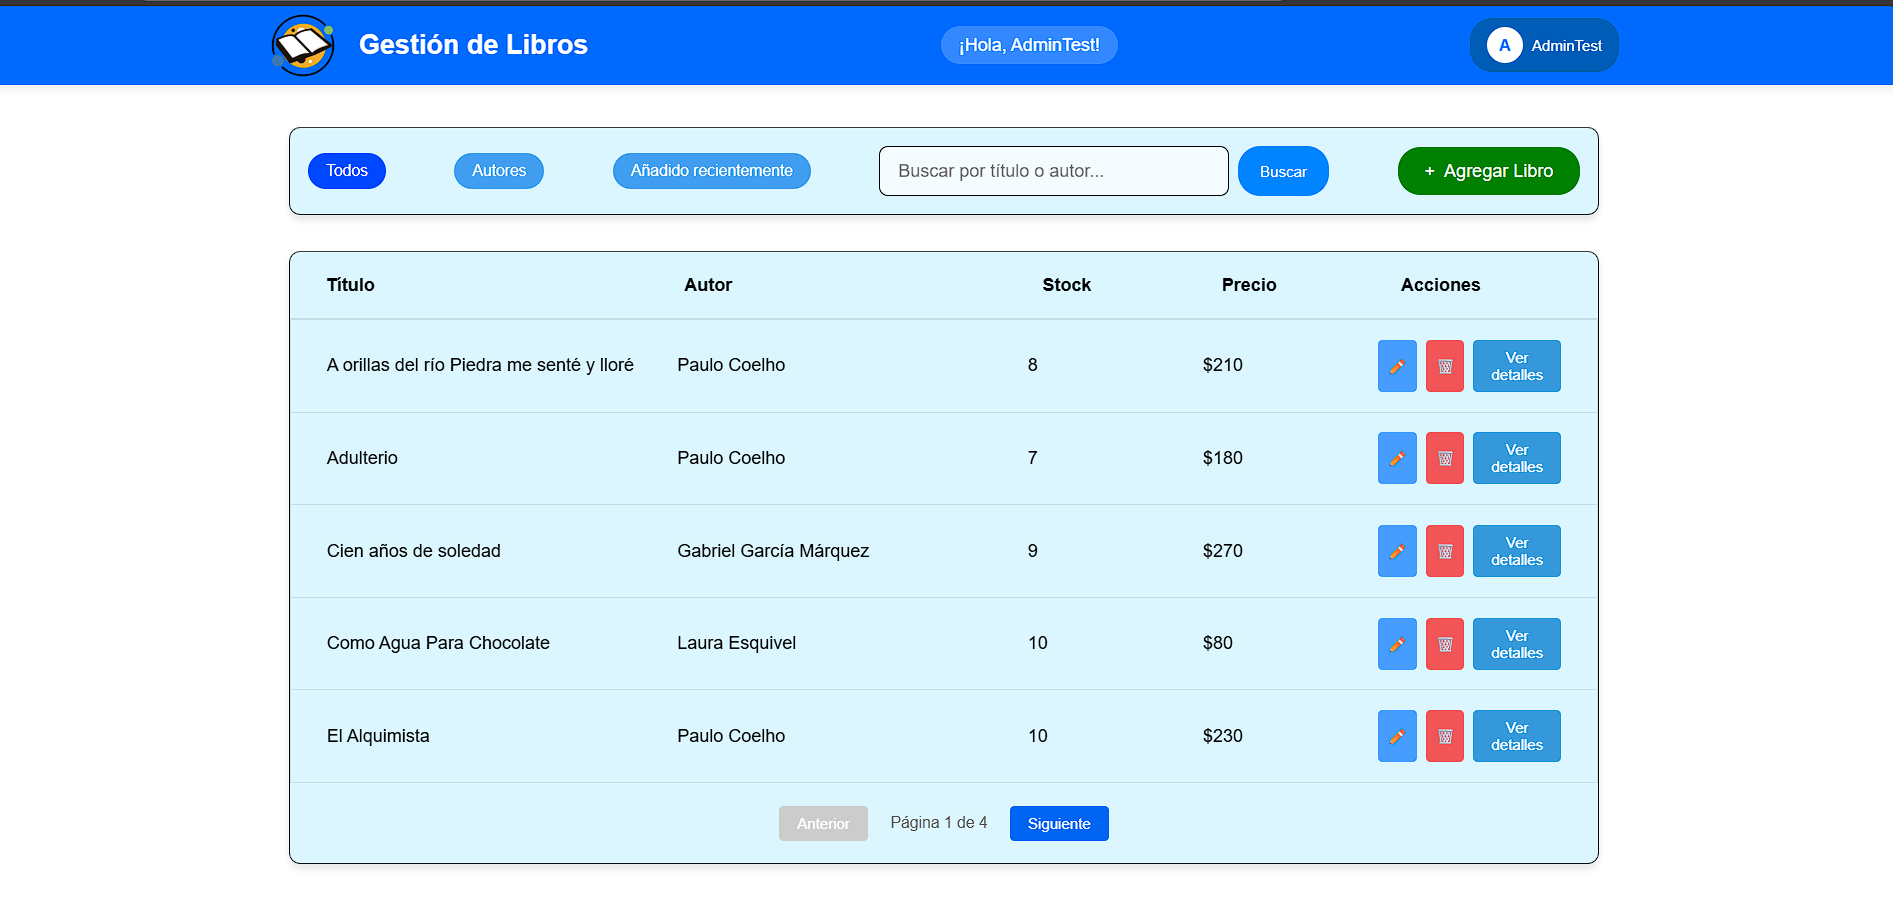 Gestión de Libros
¡Hola, AdminTest!
A AdminTest
Todos
Autores
Añadido recientemente
Buscar por título o autor...
Buscar
+ Agregar Libro
Título Autor Stock Precio Acciones
A orillas del río Piedra me senté y lloré Paulo Coelho 8 $210 Ver
detalles
Adulterio Paulo Coelho 7 $180 Ver
detalles
Cien años de soledad Gabriel García Márquez 9 $270 Ver
detalles
Como Agua Para Chocolate Laura Esquivel 10 $80 Ver
detalles
El Alquimista Paulo Coelho 10 $230 Ver
detalles
Anterior Página 1 de 4 Siguiente